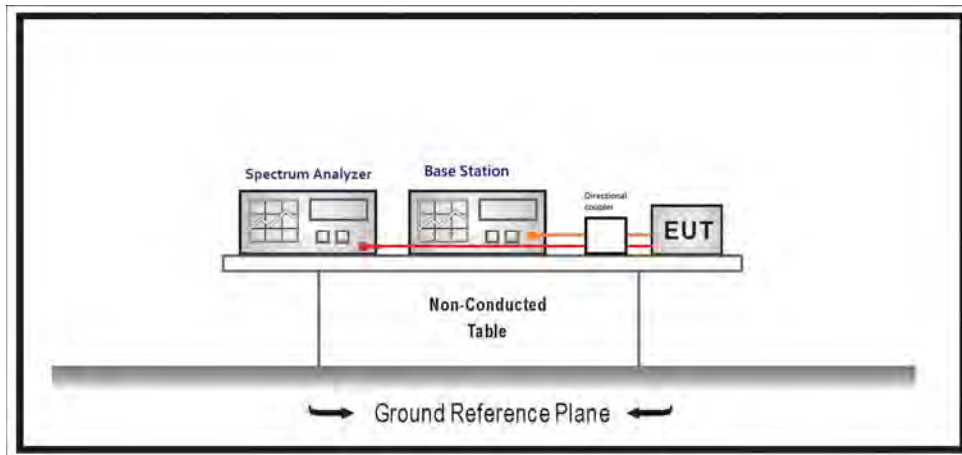 Spectrum Analyzer
Base Station
Directional
coupler
EUT
Non-Conducted
Table
Ground Reference Plane